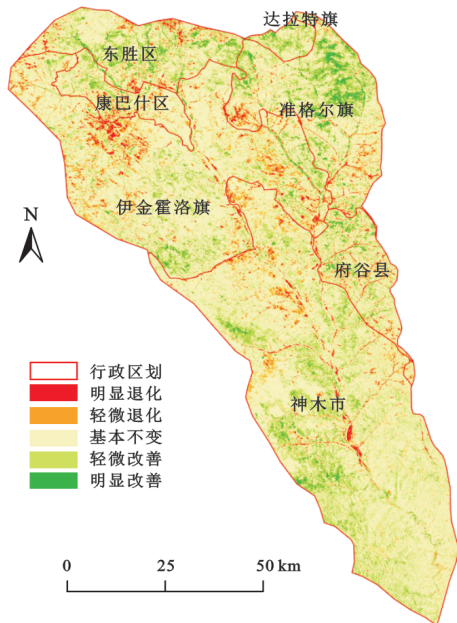 达拉特旗
东胜区
康巴什区
准格尔旗
伊金霍洛旗
N
府谷县
行政区划
明显退化
轻微退化
基本不变
轻微改善
明显改善
神木市
0 25 50 km